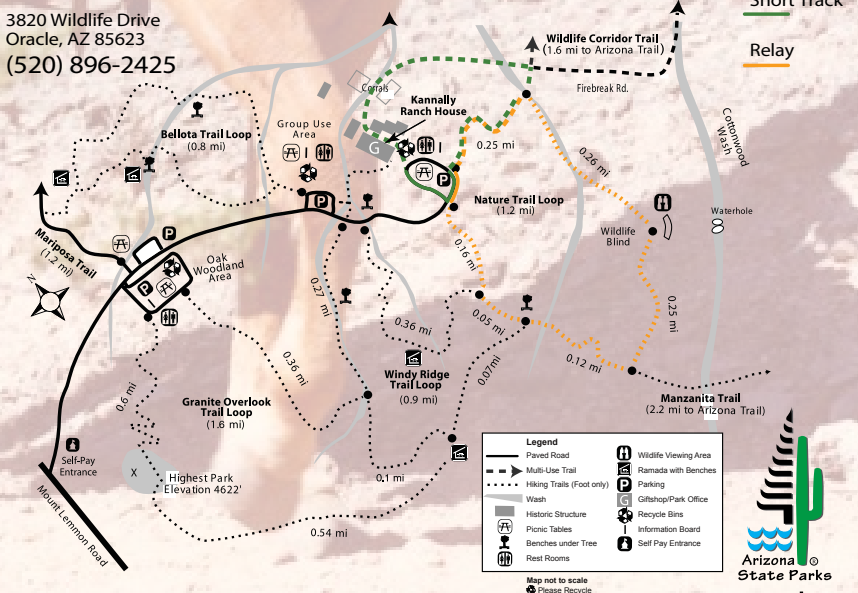 3820 Wildlife Drive
Oracle, AZ 85623
(520) 896-2425
Short Track
Relay
Wildlife Corridor Trail
(1.6 mi to Arizona Trail)
Firebreak Rd.
Corrals
Kannally
Ranch House
Group Use
Area
Bellota Trail Loop
(0.8 mi)
G
P
P
0.25 mi
0.26 mi
Cottonwood
Wash
Nature Trail Loop
(1.2 mi)
Wildlife
Blind
Waterhole
Mariposa Trail
(1.2 mi)
P
P
Oak
Woodland
Area
N
0.16 mi
0.27 mi
0.36 mi
0.05 mi
0.25 mi
0.12 mi
0.07mi
0.36 mi
0.6 mi
Windy Ridge
Trail Loop
(0.9 mi)
Granite Overlook
Trail Loop
(1.6 mi)
Manzanita Trail
(2.2 mi to Arizona Trail)
Self-Pay
Entrance
X
Highest Park
Elevation 4622'
0.1 mi
0.54 mi
Mount Lemmon Road
Legend
Paved Road
Multi-Use Trail
Hiking Trails (Foot only)
Wash
Historic Structure
Picnic Tables
Benches under Tree
Rest Rooms
Wildlife Viewing Area
Ramada with Benches
P Parking
G Giftshop/Park Office
Recycle Bins
I Information Board
Self Pay Entrance
Map not to scale
Please Recycle
Arizona ®
State Parks